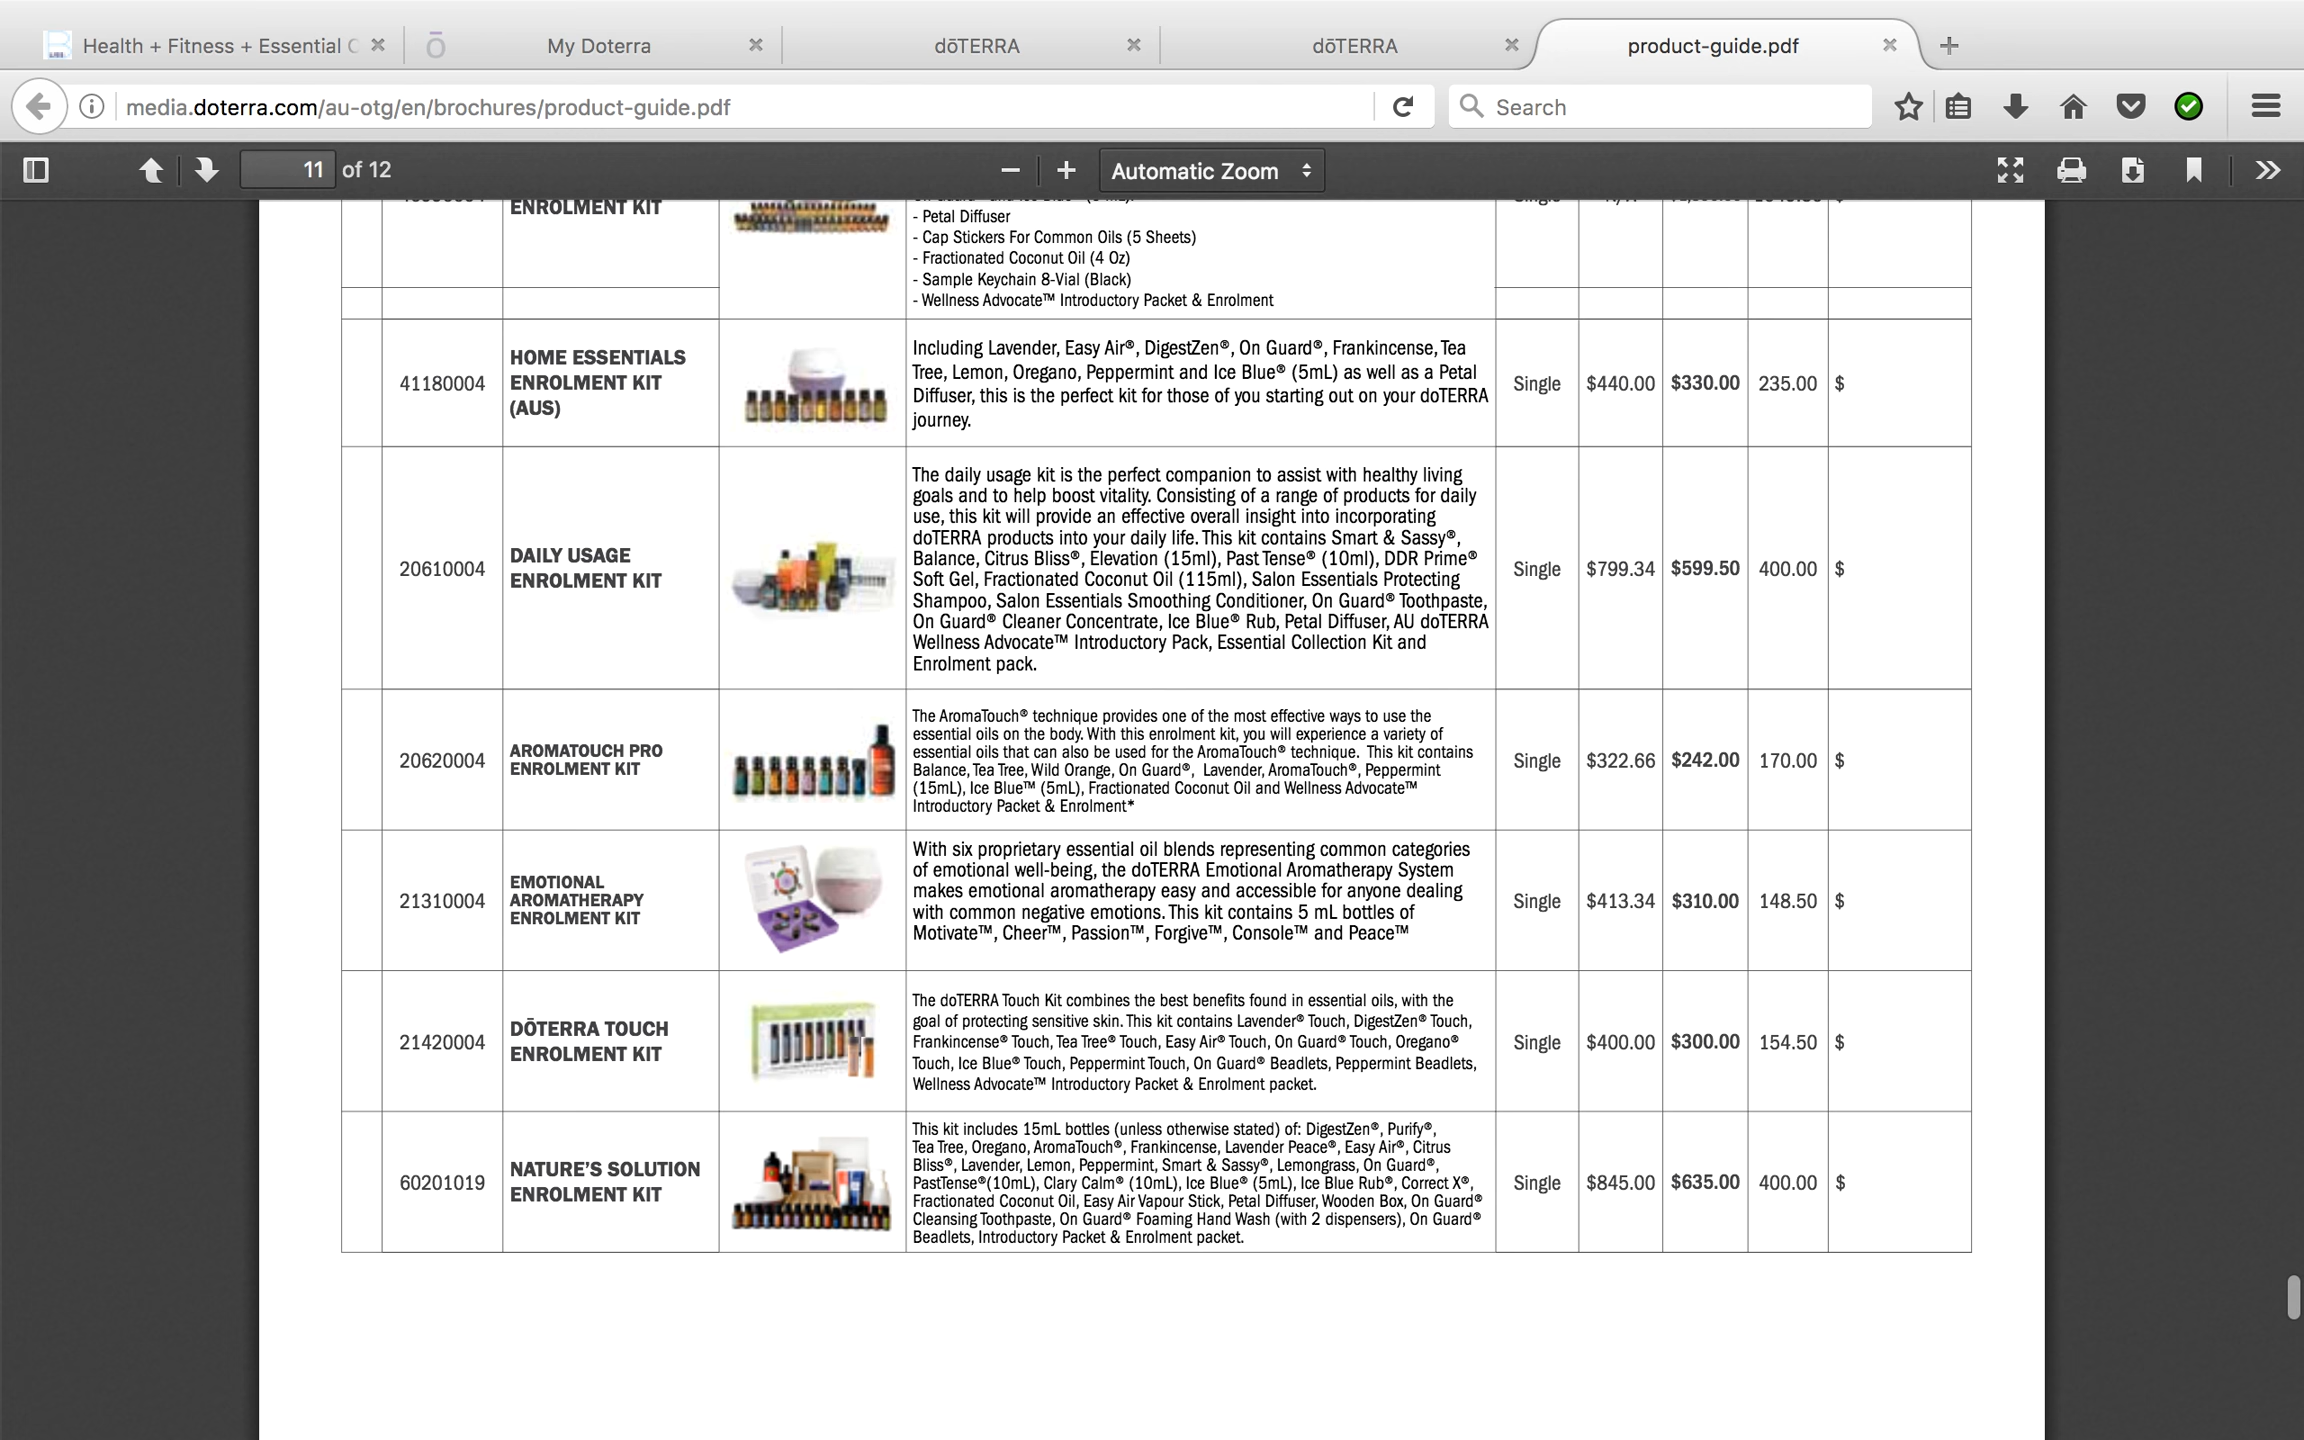 Health + Fitness + Essential
My Doterra
dōTERRA
dōTERRA
product-guide.pdf
media.doterra.com/au-otg/en/brochures/product-guide.pdf
Search
11 of 12
Automatic Zoom
ENROLMENT KIT
- Petal Diffuser
- Cap Stickers For Common Oils (5 Sheets)
- Fractionated Coconut Oil (4 Oz)
- Sample Keychain 8-Vial (Black)
- Wellness Advocate™ Introductory Packet & Enrolment
41180004
HOME ESSENTIALS
ENROLMENT KIT
(AUS)
Including Lavender, Easy Air®, DigestZen®, On Guard®, Frankincense, Tea
Tree, Lemon, Oregano, Peppermint and Ice Blue® (5mL) as well as a Petal
Diffuser, this is the perfect kit for those of you starting out on your doTERRA
journey.
Single $440.00 $330.00 235.00 $
20610004
DAILY USAGE
ENROLMENT KIT
The daily usage kit is the perfect companion to assist with healthy living
goals and to help boost vitality. Consisting of a range of products for daily
use, this kit will provide an effective overall insight into incorporating
doTERRA products into your daily life. This kit contains Smart & Sassy®,
Balance, Citrus Bliss®, Elevation (15ml), Past Tense® (10ml), DDR Prime®
Soft Gel, Fractionated Coconut Oil (115ml), Salon Essentials Protecting
Shampoo, Salon Essentials Smoothing Conditioner, On Guard® Toothpaste,
On Guard® Cleaner Concentrate, Ice Blue® Rub, Petal Diffuser, AU doTERRA
Wellness Advocate™ Introductory Pack, Essential Collection Kit and
Enrolment pack.
Single $799.34 $599.50 400.00 $
20620004
AROMATOUCH PRO
ENROLMENT KIT
The AromaTouch® technique provides one of the most effective ways to use the
essential oils on the body. With this enrolment kit, you will experience a variety of
essential oils that can also be used for the AromaTouch® technique. This kit contains
Balance, Tea Tree, Wild Orange, On Guard®, Lavender, AromaTouch®, Peppermint
(15mL), Ice Blue™ (5mL), Fractionated Coconut Oil and Wellness Advocate™
Introductory Packet & Enrolment*
Single $322.66 $242.00 170.00 $
21310004
EMOTIONAL
AROMATHERAPY
ENROLMENT KIT
With six proprietary essential oil blends representing common categories
of emotional well-being, the doTERRA Emotional Aromatherapy System
makes emotional aromatherapy easy and accessible for anyone dealing
with common negative emotions. This kit contains 5 mL bottles of
Motivate™, Cheer™, Passion™, Forgive™, Console™ and Peace™
Single $413.34 $310.00 148.50 $
21420004
DŌTERRA TOUCH
ENROLMENT KIT
The doTERRA Touch Kit combines the best benefits found in essential oils, with the
goal of protecting sensitive skin. This kit contains Lavender® Touch, DigestZen® Touch,
Frankincense® Touch, Tea Tree® Touch, Easy Air® Touch, On Guard® Touch, Oregano®
Touch, Ice Blue® Touch, Peppermint Touch, On Guard® Beadlets, Peppermint Beadlets,
Wellness Advocate™ Introductory Packet & Enrolment packet.
Single $400.00 $300.00 154.50 $
60201019
NATURE’S SOLUTION
ENROLMENT KIT
This kit includes 15mL bottles (unless otherwise stated) of: DigestZen®, Purify®,
Tea Tree, Oregano, AromaTouch®, Frankincense, Lavender Peace®, Easy Air®, Citrus
Bliss®, Lavender, Lemon, Peppermint, Smart & Sassy®, Lemongrass, On Guard®,
PastTense®(10mL), Clary Calm® (10mL), Ice Blue® (5mL), Ice Blue Rub®, Correct X®,
Fractionated Coconut Oil, Easy Air Vapour Stick, Petal Diffuser, Wooden Box, On Guard®
Cleansing Toothpaste, On Guard® Foaming Hand Wash (with 2 dispensers), On Guard®
Beadlets, Introductory Packet & Enrolment packet.
Single $845.00 $635.00 400.00 $